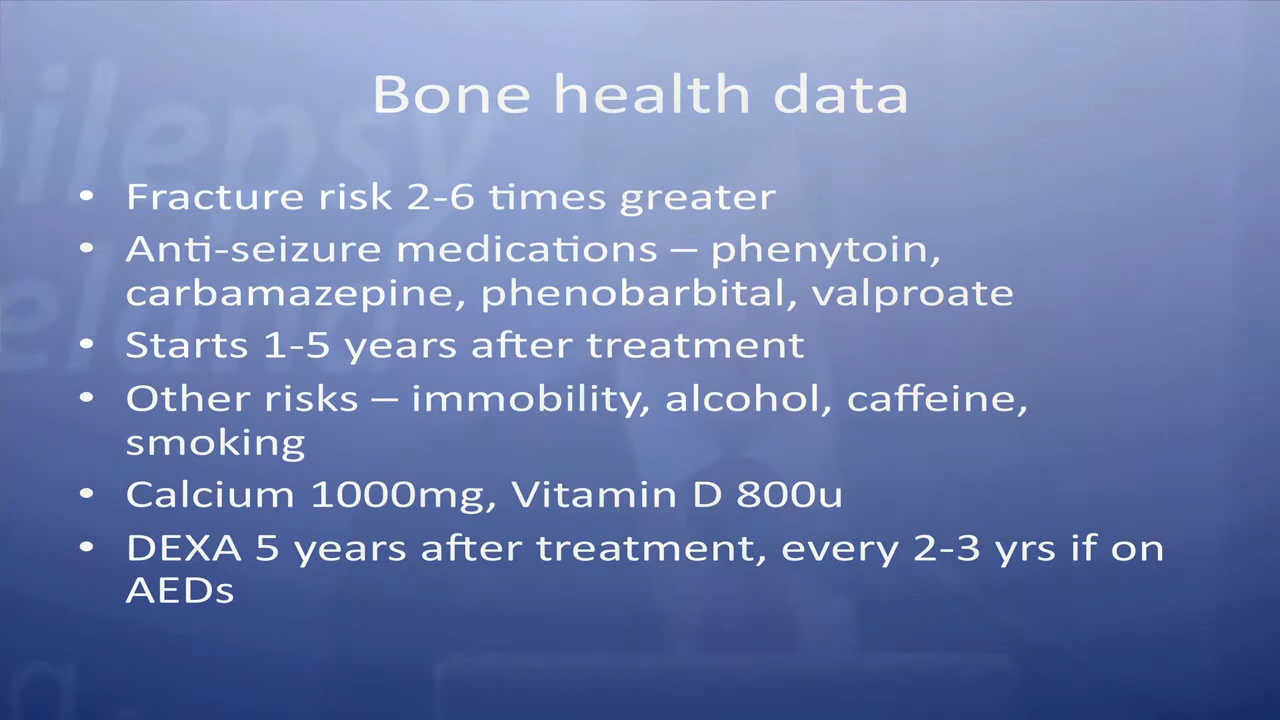 Bone health data
• Fracture risk 2-6 times greater
• Anti-seizure medications – phenytoin,
carbamazepine, phenobarbital, valproate
• Starts 1-5 years after treatment
• Other risks – immobility, alcohol, caffeine,
smoking
• Calcium 1000mg, Vitamin D 800u
• DEXA 5 years after treatment, every 2-3 yrs if on
AEDs
ilepsy
eland